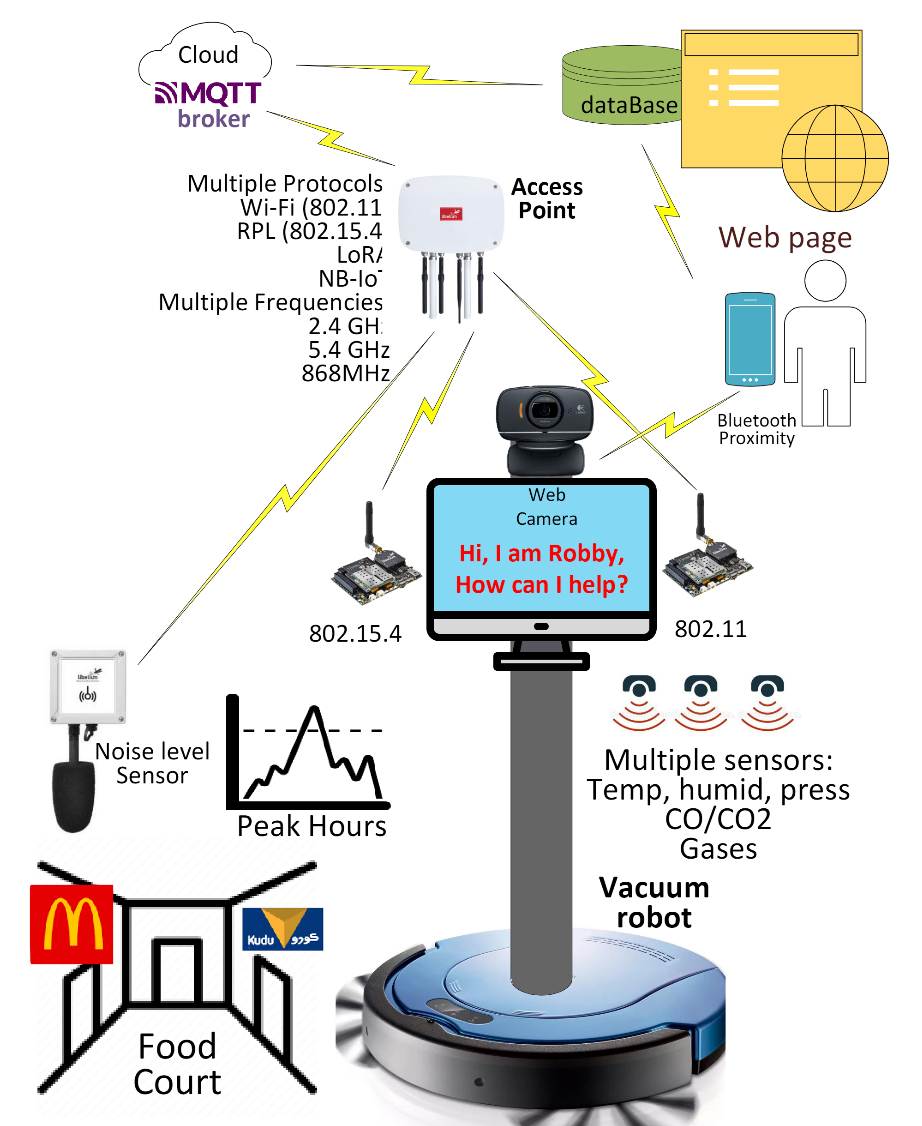 Cloud
MQTT
broker
dataBase
Web page
Multiple Protocols
Wi-Fi (802.11
RPL (802.15.4
LoRA
NB-IoT
Multiple Frequencies
2.4 GHz
5.4 GHz
868MHz
Access
Point
libelium
Bluetooth
Proximity
Web
Camera
Hi, I am Robby,
How can I help?
802.15.4
802.11
libelium
Noise level
Sensor
Peak Hours
Multiple sensors:
Temp, humid, press
CO/CO2
Gases
Vacuum
robot
Kudu كودو
Food
Court